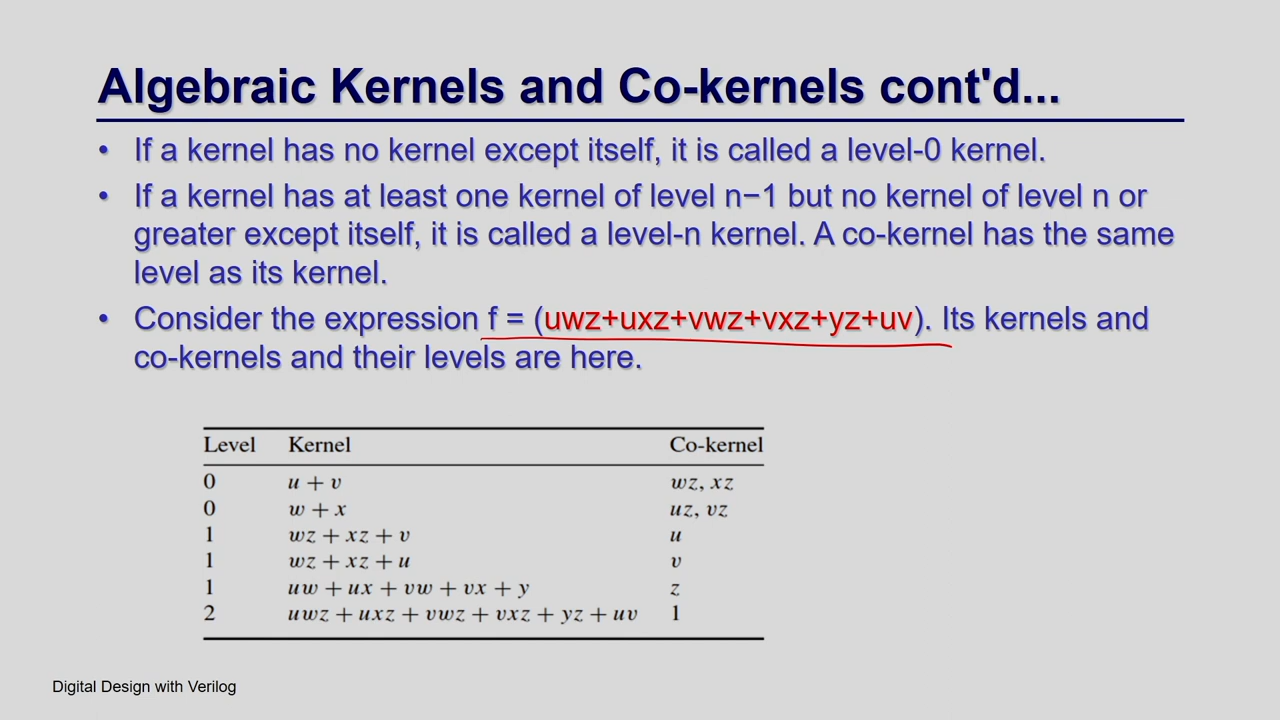 Algebraic Kernels and Co-kernels cont'd...
• If a kernel has no kernel except itself, it is called a level-0 kernel.
• If a kernel has at least one kernel of level n−1 but no kernel of level n or
greater except itself, it is called a level-n kernel. A co-kernel has the same
level as its kernel.
• Consider the expression f = (uwz+uxz+vwz+vxz+yz+uv). Its kernels and
co-kernels and their levels are here.
Level Kernel Co-kernel
0 u + v wz, xz
0 w + x uz, vz
1 wz + xz + v u
1 wz + xz + u v
1 uw + ux + vw + vx + y z
2 uwz + uxz + vwz + vxz + yz + uv 1
Digital Design with Verilog